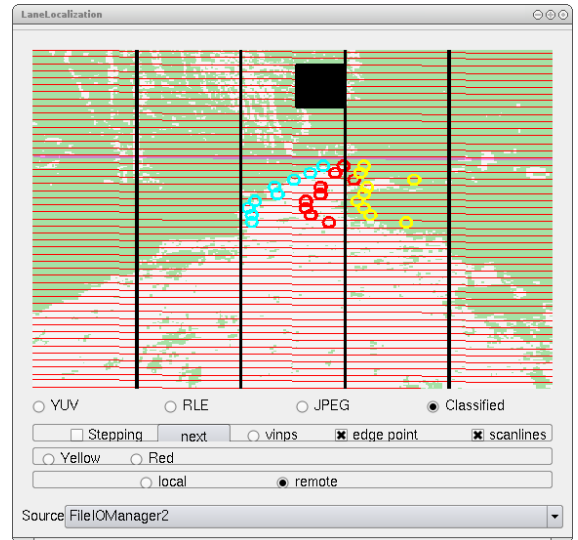 LaneLocalization
YUV RLE JPEG Classified
Stepping next vinps edge point scanlines
Yellow Red
local remote
Source FileIOManager2